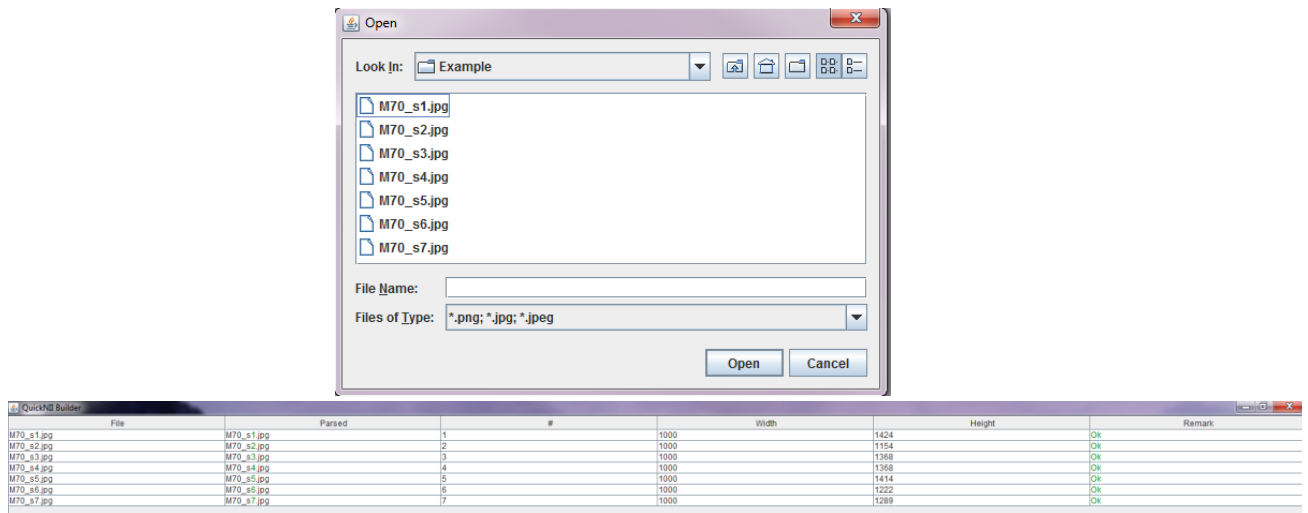 Open
Look In: Example
M70_s1.jpg
M70_s2.jpg
M70_s3.jpg
M70_s4.jpg
M70_s5.jpg
M70_s6.jpg
M70_s7.jpg
File Name:
Files of Type: *.png; *.jpg; *.jpeg
Open Cancel
QuickNII Builder
File Parsed # Width Height Remark
M70_s1.jpg M70_s1.jpg 1 1000 1424 Ok
M70_s2.jpg M70_s2.jpg 2 1000 1154 Ok
M70_s3.jpg M70_s3.jpg 3 1000 1368 Ok
M70_s4.jpg M70_s4.jpg 4 1000 1368 Ok
M70_s5.jpg M70_s5.jpg 5 1000 1414 Ok
M70_s6.jpg M70_s6.jpg 6 1000 1222 Ok
M70_s7.jpg M70_s7.jpg 7 1000 1289 Ok